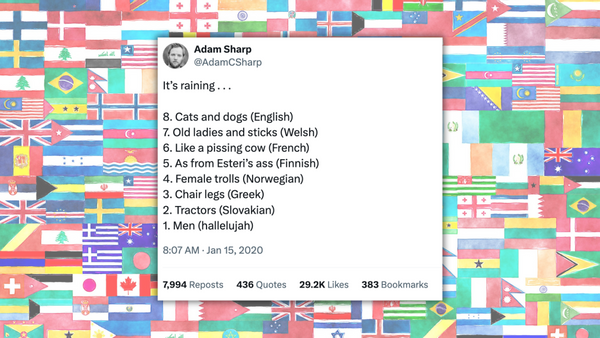 Adam Sharp
@AdamCSharp
It's raining . . .
8. Cats and dogs (English)
7. Old ladies and sticks (Welsh)
6. Like a pissing cow (French)
5. As from Esteri's ass (Finnish)
4. Female trolls (Norwegian)
3. Chair legs (Greek)
2. Tractors (Slovakian)
1. Men (hallelujah)
8:07 AM · Jan 15, 2020
7,994 Reposts 436 Quotes 29.2K Likes 383 Bookmarks